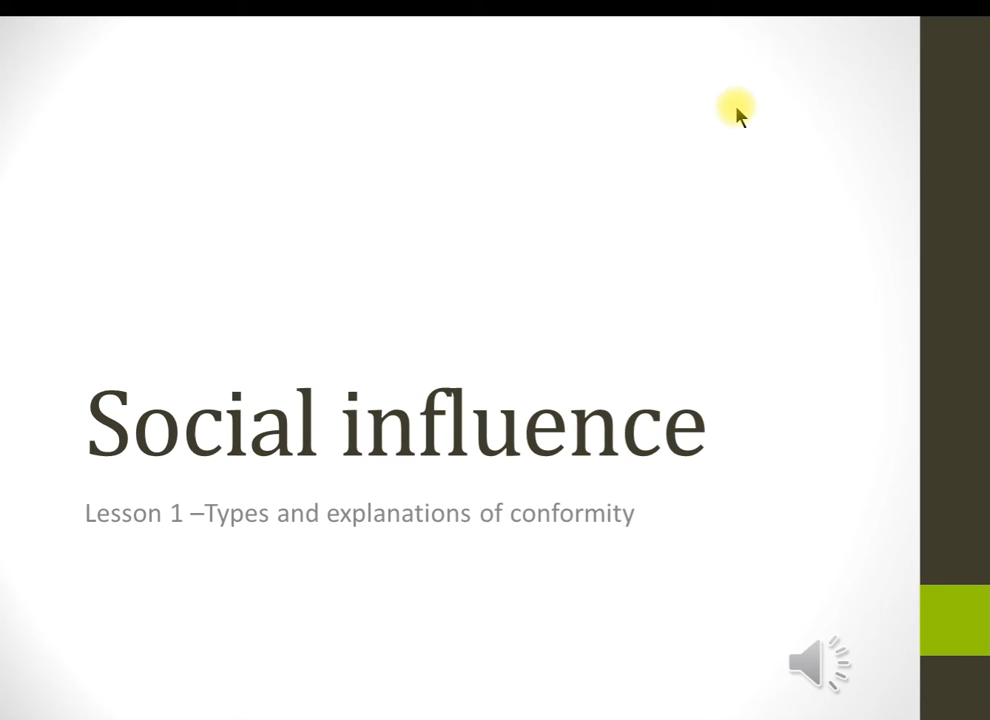 Social influence
Lesson 1 –Types and explanations of conformity